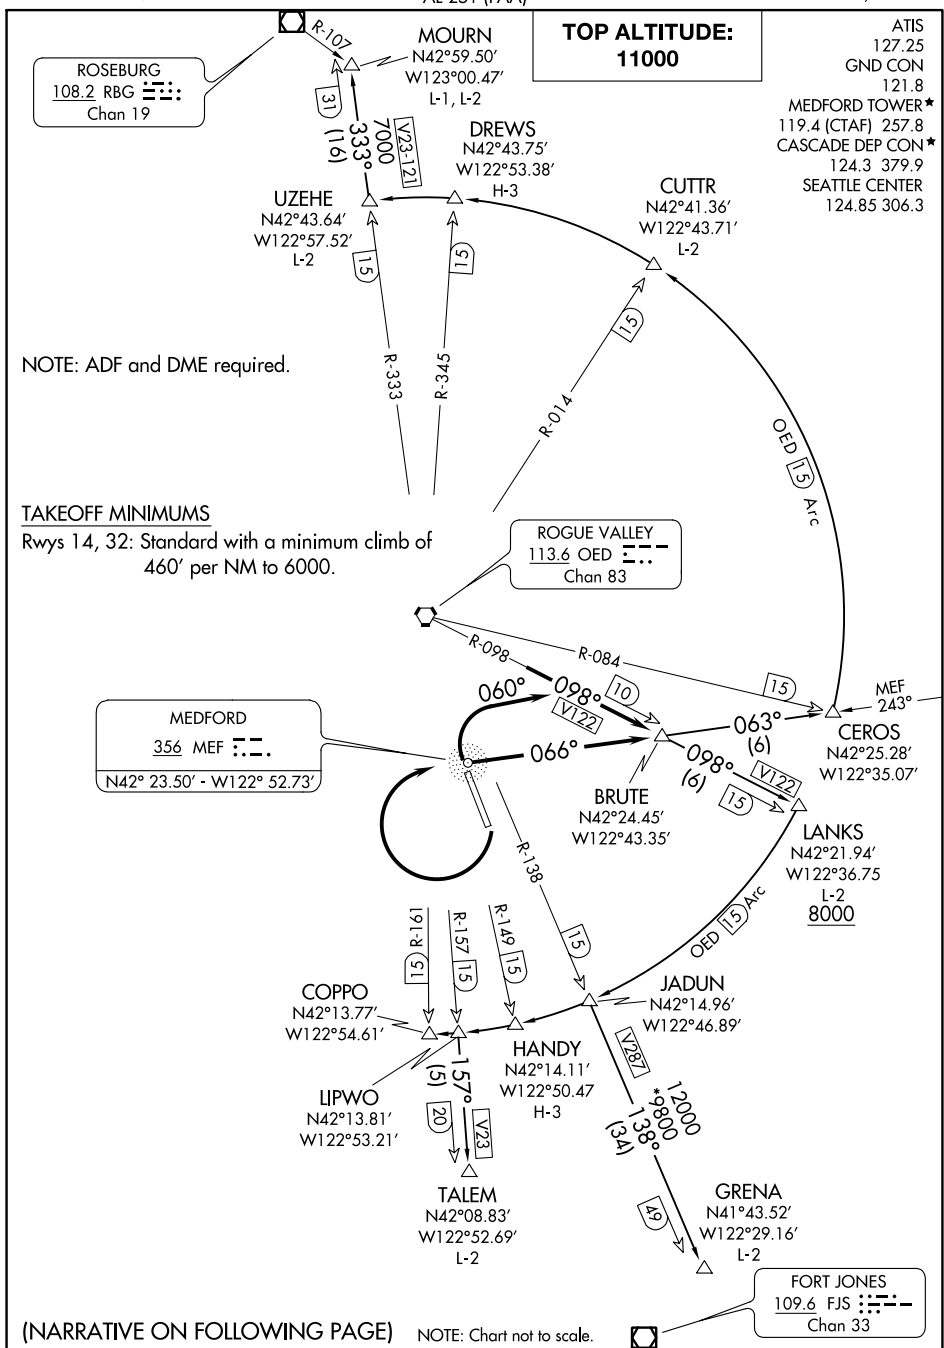 AL-251 (FAA)
TOP ALTITUDE:
11000
ATIS
127.25
GND CON
121.8
MEDFORD TOWER★
119.4 (CTAF) 257.8
CASCADE DEP CON★
124.3 379.9
SEATTLE CENTER
124.85 306.3
R-107
MOURN
N42°59.50′
W123°00.47′
L-1, L-2
ROSEBURG
108.2 RBG
Chan 19
31
333°
(16)
7000
V23-121
DREWS
N42°43.75′
W122°53.38′
H-3
UZEHE
N42°43.64′
W122°57.52′
L-2
CUTTR
N42°41.36′
W122°43.71′
L-2
15
15
15
R-333
R-345
R-014
NOTE: ADF and DME required.
OED 15 Arc
TAKEOFF MINIMUMS
Rwys 14, 32: Standard with a minimum climb of
460′ per NM to 6000.
ROGUE VALLEY
113.6 OED
Chan 83
R-098
R-084
060°
098°
V122
10
15
MEF
243°
CEROS
N42°25.28′
W122°35.07′
063°
(6)
MEDFORD
356 MEF
N42° 23.50′ - W122° 52.73′
066°
BRUTE
N42°24.45′
W122°43.35′
098°
(6)
V122
15
LANKS
N42°21.94′
W122°36.75
L-2
8000
R-138
15
OED 15 Arc
R-161
15
R-157
15
R-149
15
COPPO
N42°13.77′
W122°54.61′
JADUN
N42°14.96′
W122°46.89′
HANDY
N42°14.11′
W122°50.47
H-3
LIPWO
N42°13.81′
W122°53.21′
157°
(5)
V23
20
TALEM
N42°08.83′
W122°52.69′
L-2
V287
12000
*9800
138°
(34)
49
GRENA
N41°43.52′
W122°29.16′
L-2
FORT JONES
109.6 FJS
Chan 33
(NARRATIVE ON FOLLOWING PAGE)
NOTE: Chart not to scale.